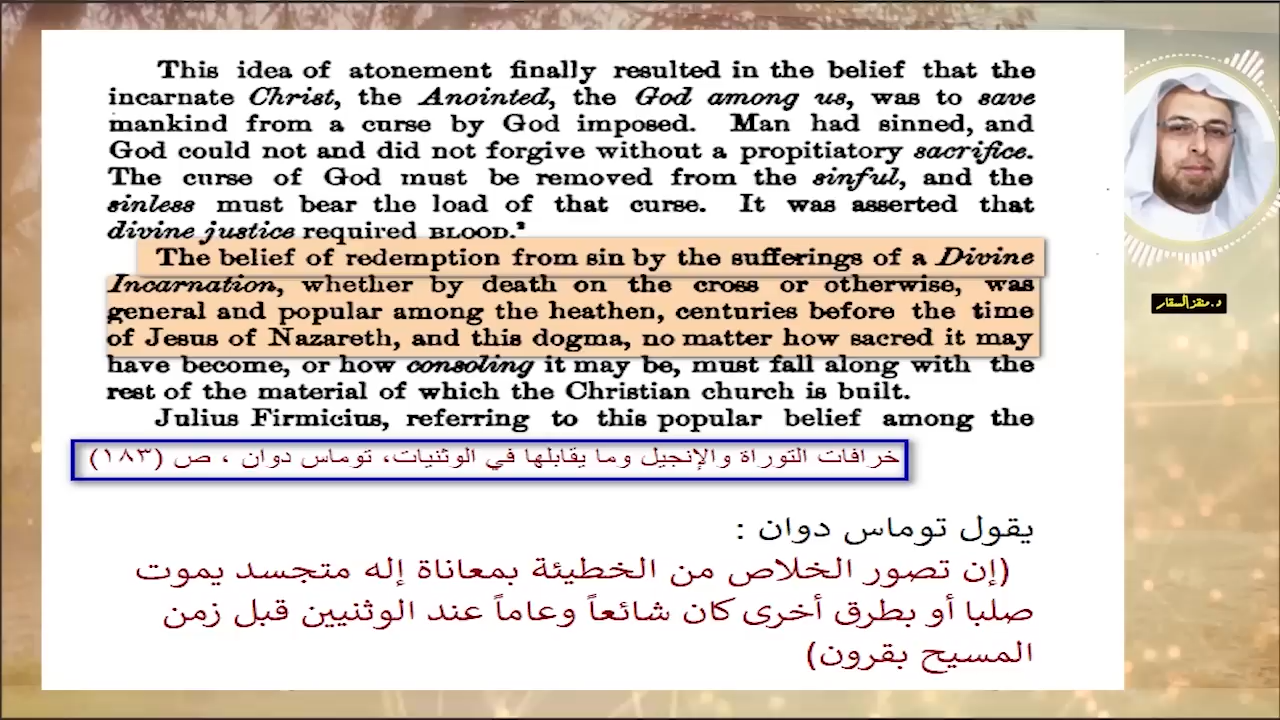 This idea of atonement finally resulted in the belief that the
incarnate Christ, the Anointed, the God among us, was to save
mankind from a curse by God imposed. Man had sinned, and
God could not and did not forgive without a propitiatory sacrifice.
The curse of God must be removed from the sinful, and the
sinless must bear the load of that curse. It was asserted that
divine justice required BLOOD.²
The belief of redemption from sin by the sufferings of a Divine
Incarnation, whether by death on the cross or otherwise, was
general and popular among the heathen, centuries before the time
of Jesus of Nazareth, and this dogma, no matter how sacred it may
have become, or how consoling it may be, must fall along with the
rest of the material of which the Christian church is built.
Julius Firmicius, referring to this popular belief among the
خرافات التوراة والإنجيل وما يقابلها في الوثنيات، توماس دوان ، ص (١٨٣)
يقول توماس دوان :
(إن تصور الخلاص من الخطيئة بمعاناة إله متجسد يموت
صلبا أو بطرق أخرى كان شائعاً وعاماً عند الوثنيين قبل زمن
المسيح بقرون)
د. منقذ السقار